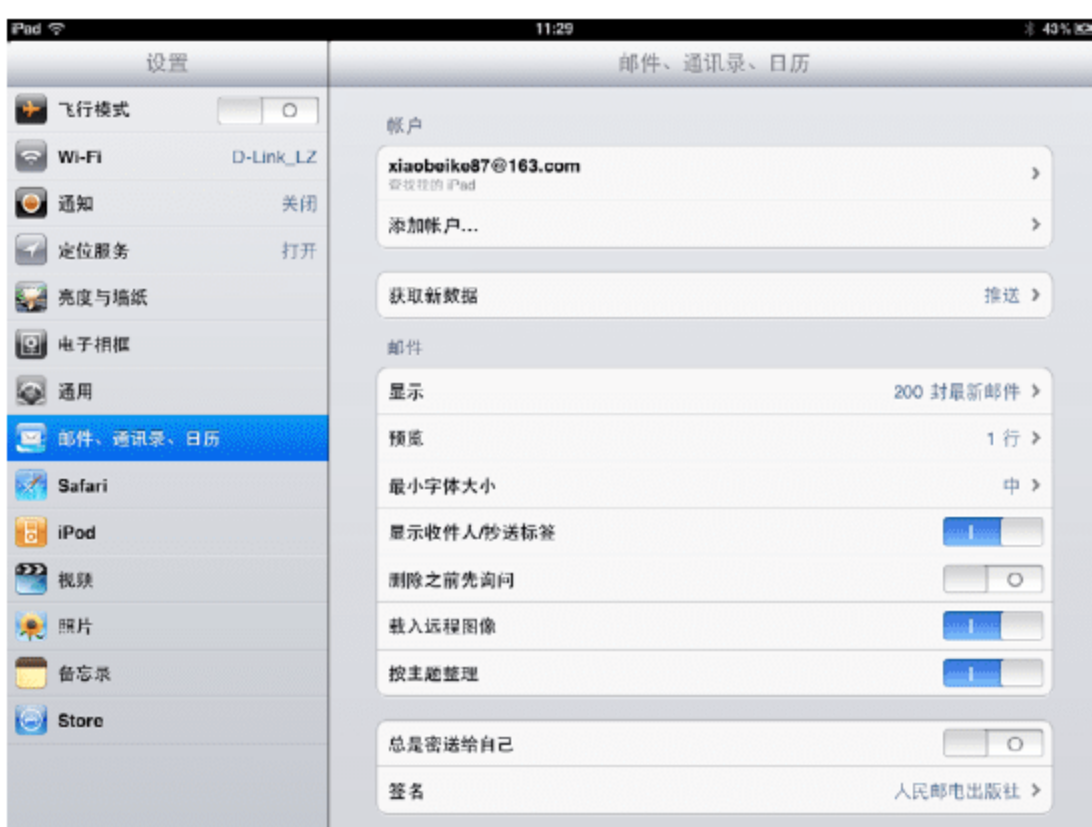 iPad 11:29 43%
设置
飞行模式
Wi-Fi D-Link_LZ
通知 关闭
定位服务 打开
亮度与墙纸
电子相框
通用
邮件、通讯录、日历
Safari
iPod
视频
照片
备忘录
Store
邮件、通讯录、日历
帐户
xiaobeike87@163.com
查找我的 iPad
添加帐户...
获取新数据 推送
邮件
显示 200 封最新邮件
预览 1 行
最小字体大小 中
显示收件人/抄送标签
删除之前先询问
载入远程图像
按主题整理
总是密送给自己
签名 人民邮电出版社